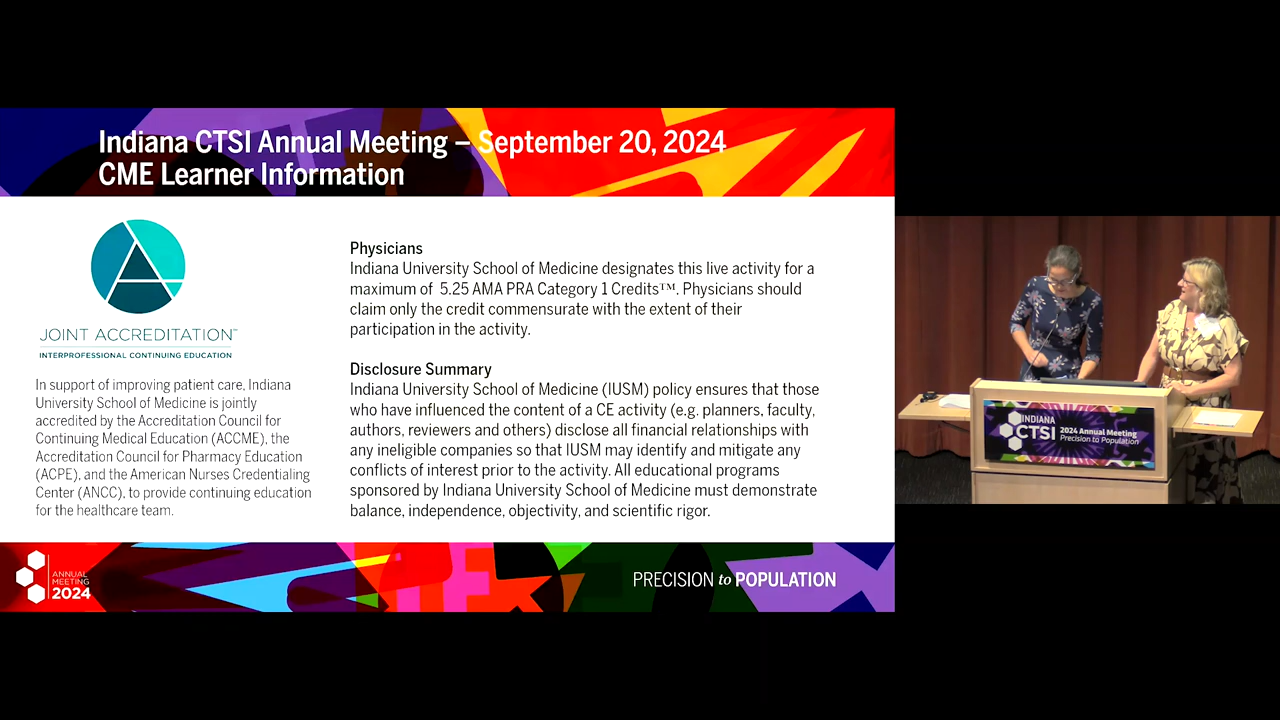 Indiana CTSI Annual Meeting – September 20, 2024
CME Learner Information
JOINT ACCREDITATION™
INTERPROFESSIONAL CONTINUING EDUCATION
In support of improving patient care, Indiana
University School of Medicine is jointly
accredited by the Accreditation Council for
Continuing Medical Education (ACCME), the
Accreditation Council for Pharmacy Education
(ACPE), and the American Nurses Credentialing
Center (ANCC), to provide continuing education
for the healthcare team.
Physicians
Indiana University School of Medicine designates this live activity for a
maximum of 5.25 AMA PRA Category 1 Credits™. Physicians should
claim only the credit commensurate with the extent of their
participation in the activity.
Disclosure Summary
Indiana University School of Medicine (IUSM) policy ensures that those
who have influenced the content of a CE activity (e.g. planners, faculty,
authors, reviewers and others) disclose all financial relationships with
any ineligible companies so that IUSM may identify and mitigate any
conflicts of interest prior to the activity. All educational programs
sponsored by Indiana University School of Medicine must demonstrate
balance, independence, objectivity, and scientific rigor.
ANNUAL
MEETING
2024
PRECISION to POPULATION
INDIANA
CTSI
2024 Annual Meeting
Precision to Population